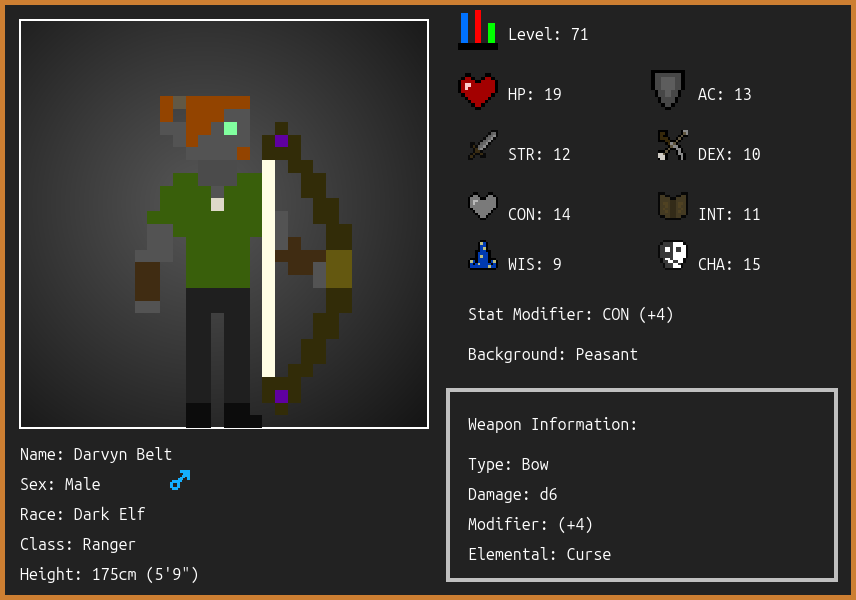 Level: 71
HP: 19
AC: 13
STR: 12
DEX: 10
CON: 14
INT: 11
WIS: 9
CHA: 15
Stat Modifier: CON (+4)
Background: Peasant
Weapon Information:
Type: Bow
Damage: d6
Modifier: (+4)
Elemental: Curse
Name: Darvyn Belt
Sex: Male
Race: Dark Elf
Class: Ranger
Height: 175cm (5'9")